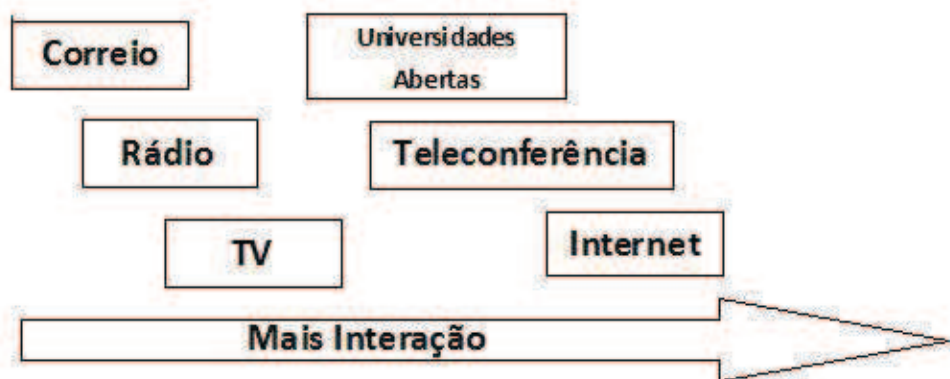 Correio
Universidades
Abertas
Rádio
Teleconferência
TV
Internet
Mais Interação